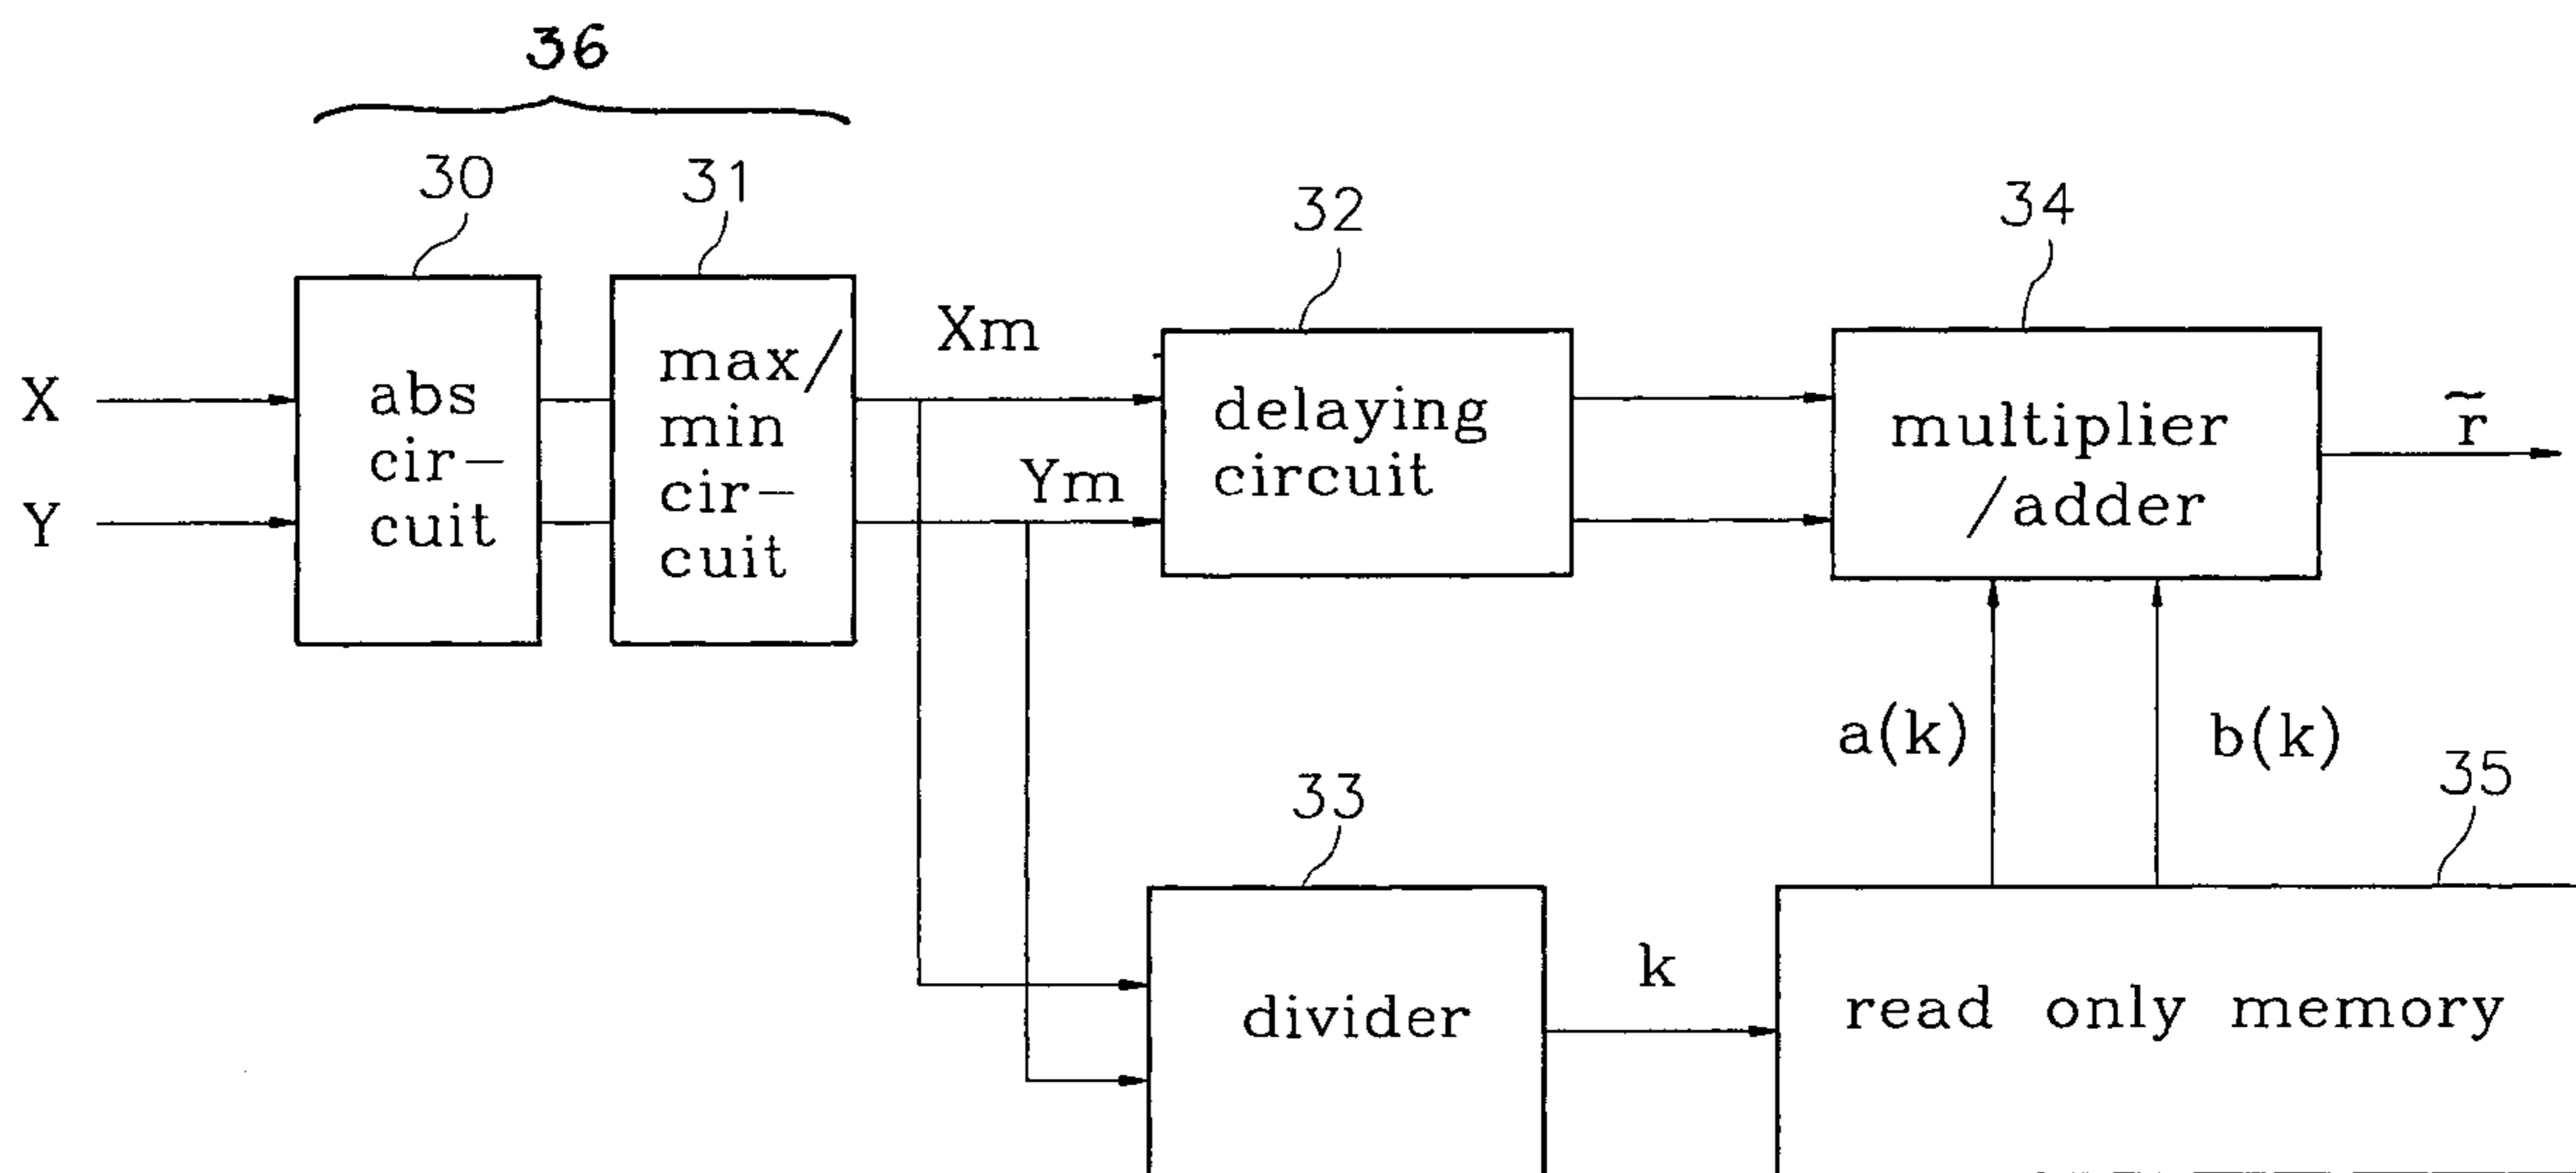 36
30
31
32
34
X
Y
abs
cir-
cuit
max/
min
cir-
cuit
Xm
Ym
delaying
circuit
multiplier
/adder
r̃
a(k)
b(k)
33
35
divider
k
read only memory